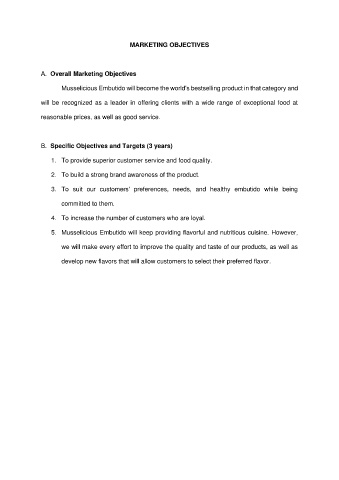 MARKETING OBJECTIVES
A. Overall Marketing Objectives
Musselicious Embutido will become the world's bestselling product in that category and
will be recognized as a leader in offering clients with a wide range of exceptional food at
reasonable prices, as well as good service.
B. Specific Objectives and Targets (3 years)
1. To provide superior customer service and food quality.
2. To build a strong brand awareness of the product.
3. To suit our customers' preferences, needs, and healthy embutido while being
committed to them.
4. To increase the number of customers who are loyal.
5. Musselicious Embutido will keep providing flavorful and nutritious cuisine. However,
we will make every effort to improve the quality and taste of our products, as well as
develop new flavors that will allow customers to select their preferred flavor.